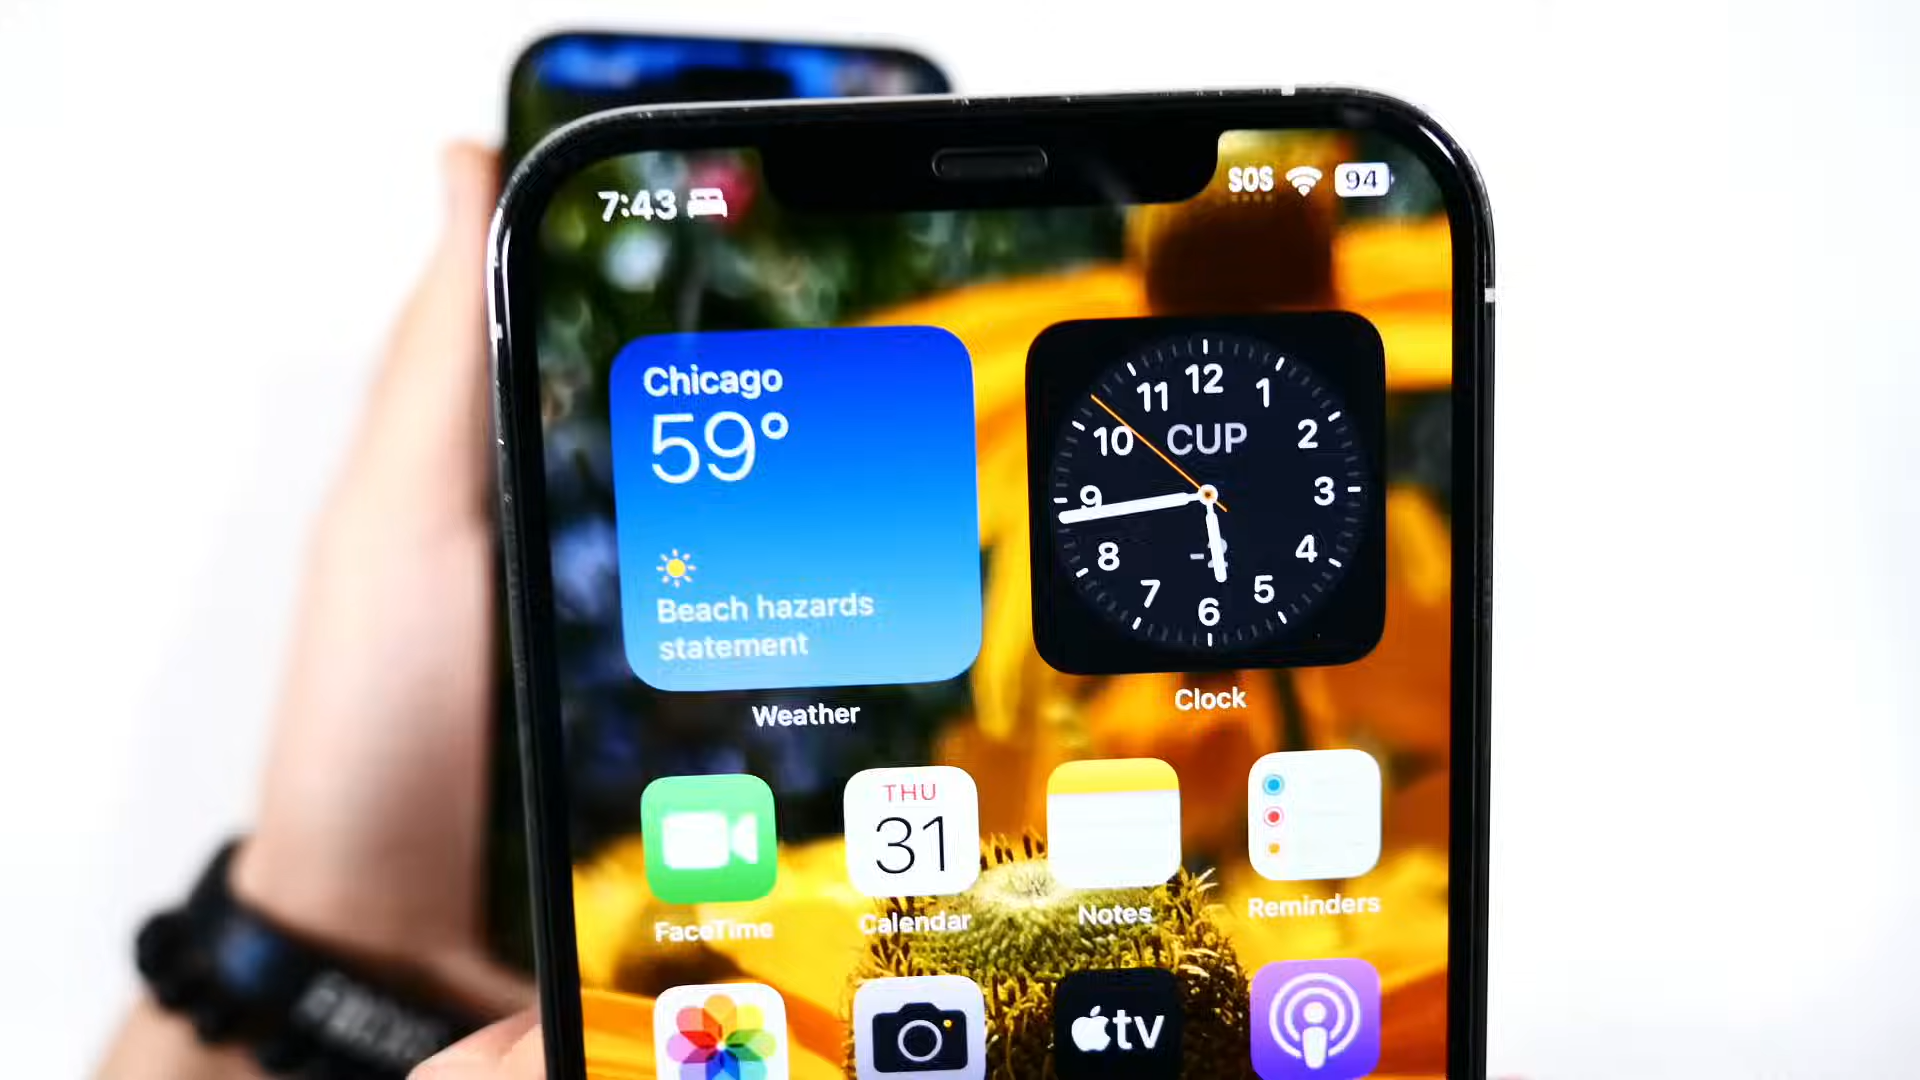 7:43
SOS
94
Chicago
59°
Beach hazards
statement
Weather
12
1
2
3
4
5
6
7
8
9
10
11
CUP
Clock
THU
31
FaceTime
Calendar
Notes
Reminders
tv